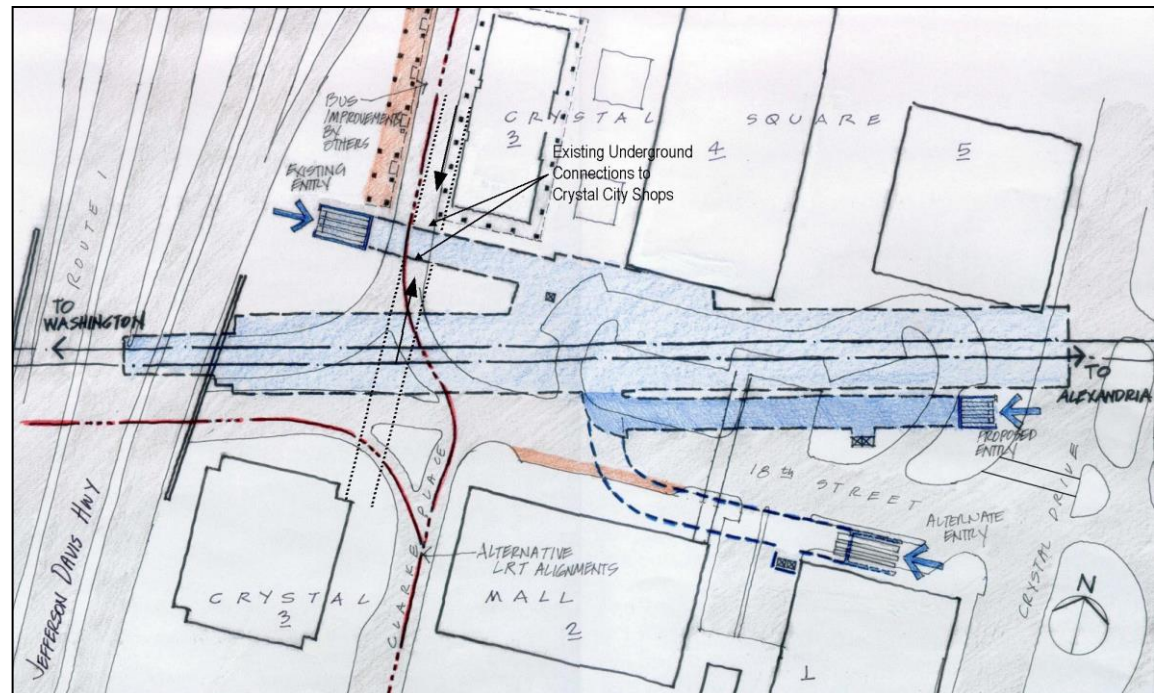 ROUTE 1
BUS
IMPROVEMENTS
BY
OTHERS
EXISTING
ENTRY
CRYSTAL SQUARE
3
4
5
Existing Underground
Connections to
Crystal City Shops
TO
WASHINGTON
TO
ALEXANDRIA
PROPOSED
ENTRY
18th STREET
ALTERNATE
ENTRY
CRYSTAL DRIVE
JEFFERSON DAVIS HWY
CLARKE PLACE
ALTERNATIVE
LRT ALIGNMENTS
CRYSTAL MALL
3
2
1
N